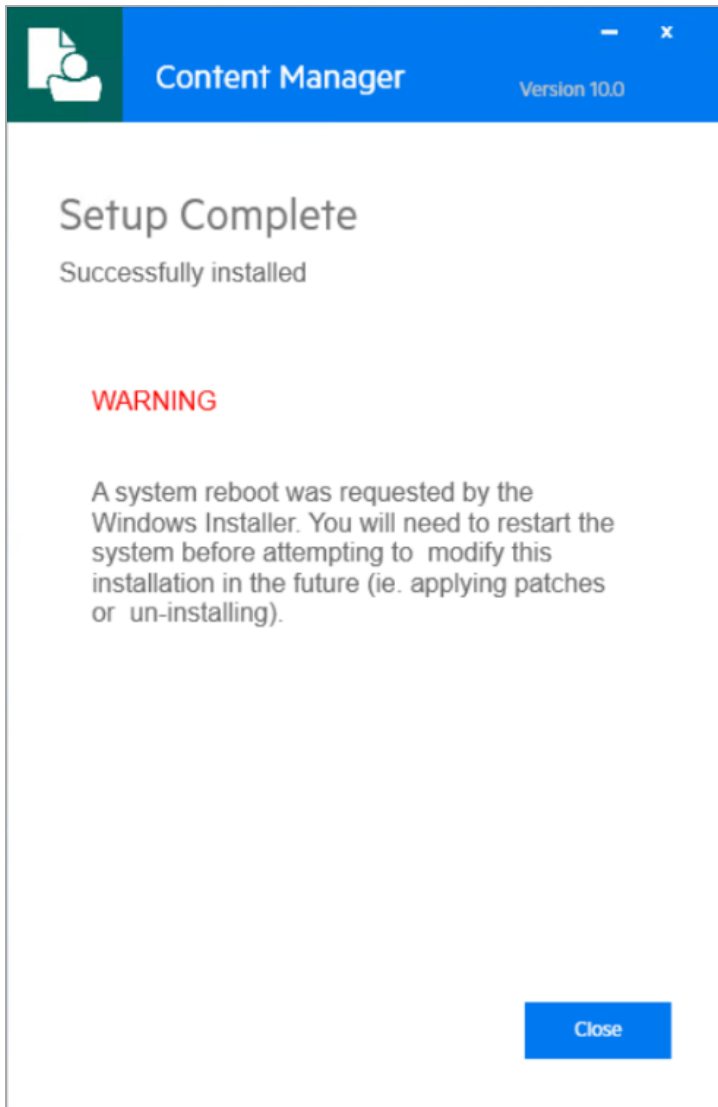 Content Manager
Version 10.0
Setup Complete
Successfully installed
WARNING
A system reboot was requested by the
Windows Installer. You will need to restart the
system before attempting to  modify this
installation in the future (ie. applying patches
or  un-installing).
Close